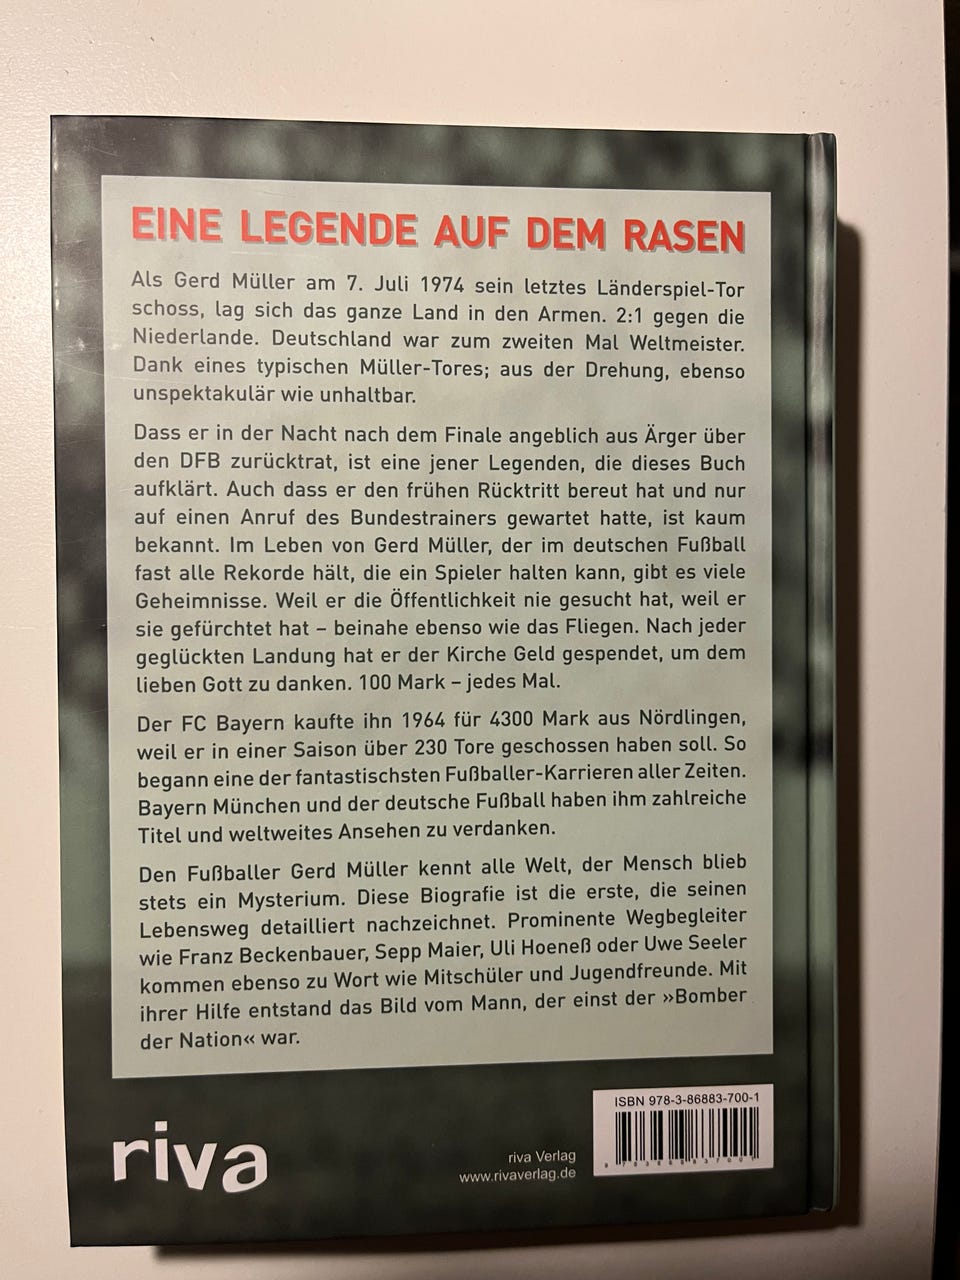 EINE LEGENDE AUF DEM RASEN
Als Gerd Müller am 7. Juli 1974 sein letztes Länderspiel-Tor
schoss, lag sich das ganze Land in den Armen. 2:1 gegen die
Niederlande. Deutschland war zum zweiten Mal Weltmeister.
Dank eines typischen Müller-Tores; aus der Drehung, ebenso
unspektakulär wie unhaltbar.
Dass er in der Nacht nach dem Finale angeblich aus Ärger über
den DFB zurücktrat, ist eine jener Legenden, die dieses Buch
aufklärt. Auch dass er den frühen Rücktritt bereut hat und nur
auf einen Anruf des Bundestrainers gewartet hatte, ist kaum
bekannt. Im Leben von Gerd Müller, der im deutschen Fußball
fast alle Rekorde hält, die ein Spieler halten kann, gibt es viele
Geheimnisse. Weil er die Öffentlichkeit nie gesucht hat, weil er
sie gefürchtet hat – beinahe ebenso wie das Fliegen. Nach jeder
geglückten Landung hat er der Kirche Geld gespendet, um dem
lieben Gott zu danken. 100 Mark – jedes Mal.
Der FC Bayern kaufte ihn 1964 für 4300 Mark aus Nördlingen,
weil er in einer Saison über 230 Tore geschossen haben soll. So
begann eine der fantastischsten Fußballer-Karrieren aller Zeiten.
Bayern München und der deutsche Fußball haben ihm zahlreiche
Titel und weltweites Ansehen zu verdanken.
Den Fußballer Gerd Müller kennt alle Welt, der Mensch blieb
stets ein Mysterium. Diese Biografie ist die erste, die seinen
Lebensweg detailliert nachzeichnet. Prominente Wegbegleiter
wie Franz Beckenbauer, Sepp Maier, Uli Hoeneß oder Uwe Seeler
kommen ebenso zu Wort wie Mitschüler und Jugendfreunde. Mit
ihrer Hilfe entstand das Bild vom Mann, der einst der »Bomber
der Nation« war.
riva
riva Verlag
www.rivaverlag.de
ISBN 978-3-86883-700-1
9 783868 837001